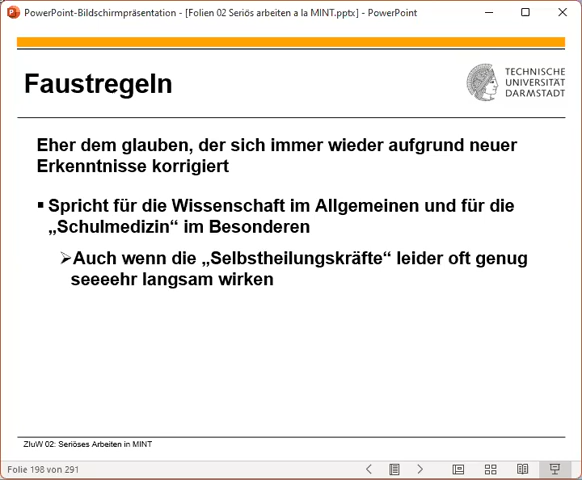 PowerPoint-Bildschirmpräsentation - [Folien 02 Seriös arbeiten a la MINT.pptx] - PowerPoint
Faustregeln
TECHNISCHE
UNIVERSITÄT
DARMSTADT
Eher dem glauben, der sich immer wieder aufgrund neuer
Erkenntnisse korrigiert
▪ Spricht für die Wissenschaft im Allgemeinen und für die
„Schulmedizin“ im Besonderen
➢Auch wenn die „Selbstheilungskräfte“ leider oft genug
seeeehr langsam wirken
ZIuW 02: Seriöses Arbeiten in MINT
Folie 198 von 291